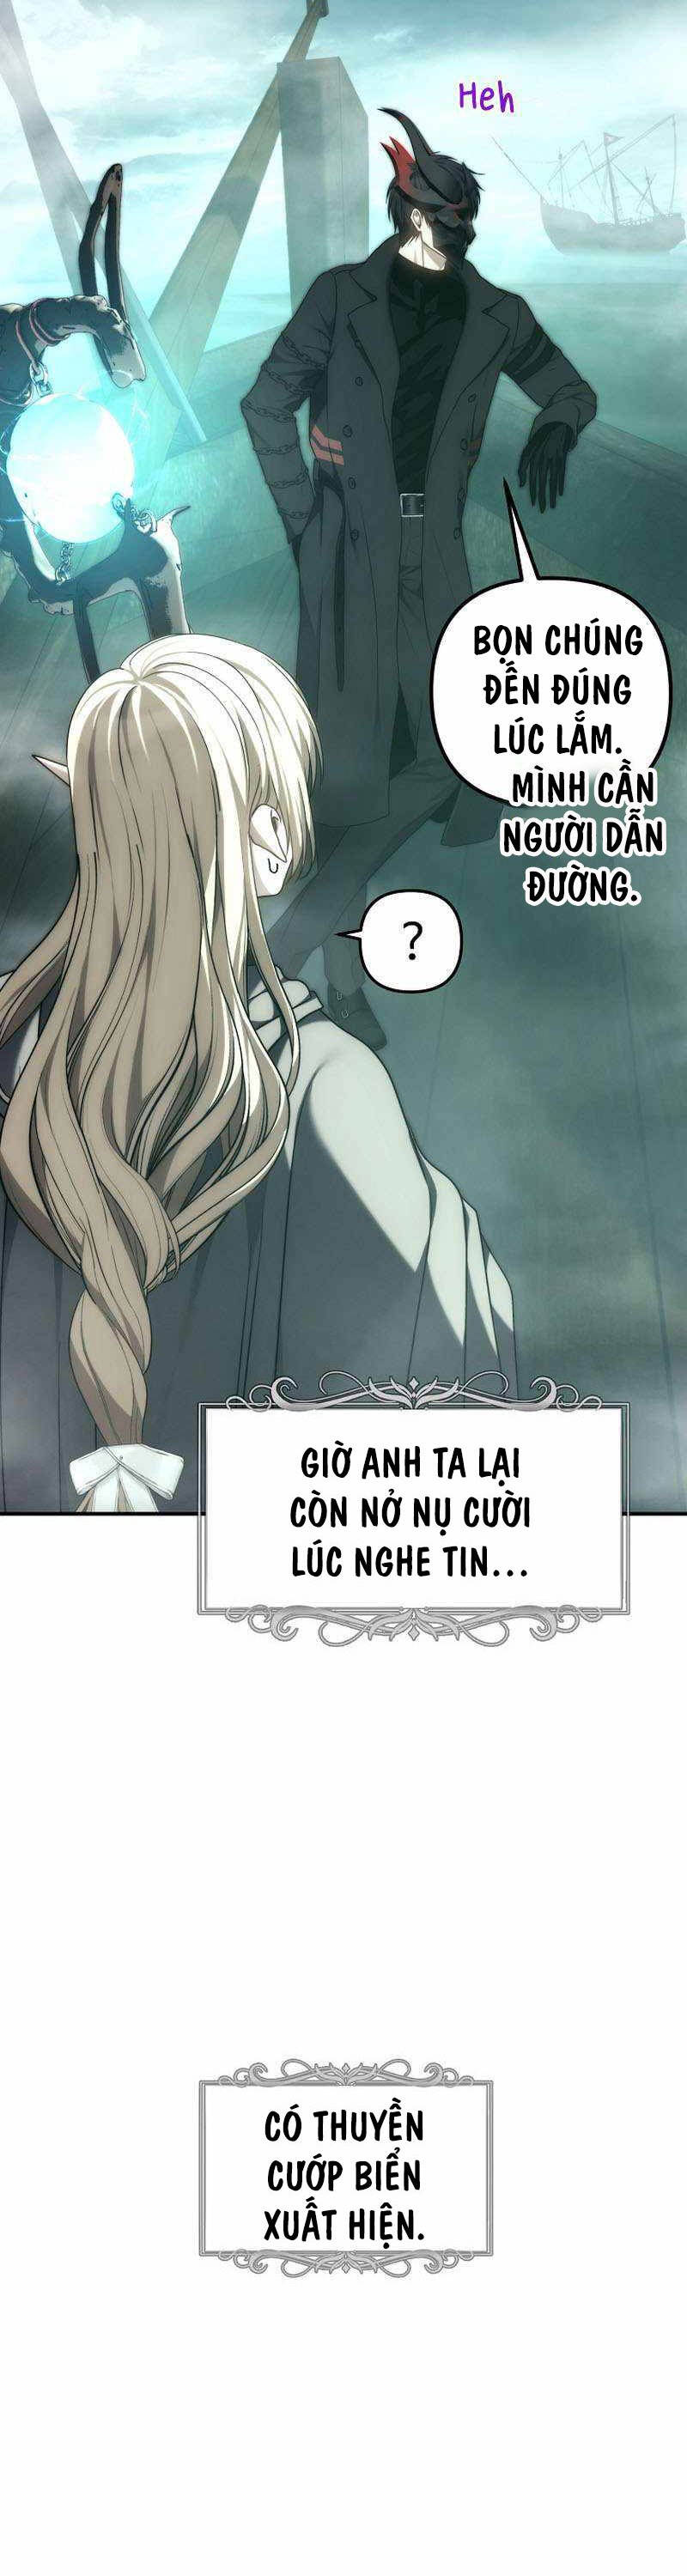 Heh
BỌN CHÚNG
ĐẾN ĐÚNG
LÚC LẮM.
MÌNH CẦN
NGƯỜI DẪN
ĐƯỜNG.
?
GIỜ ANH TA LẠI
CÒN NỞ NỤ CƯỜI
LÚC NGHE TIN...
CÓ THUYỀN
CƯỚP BIỂN
XUẤT HIỆN.